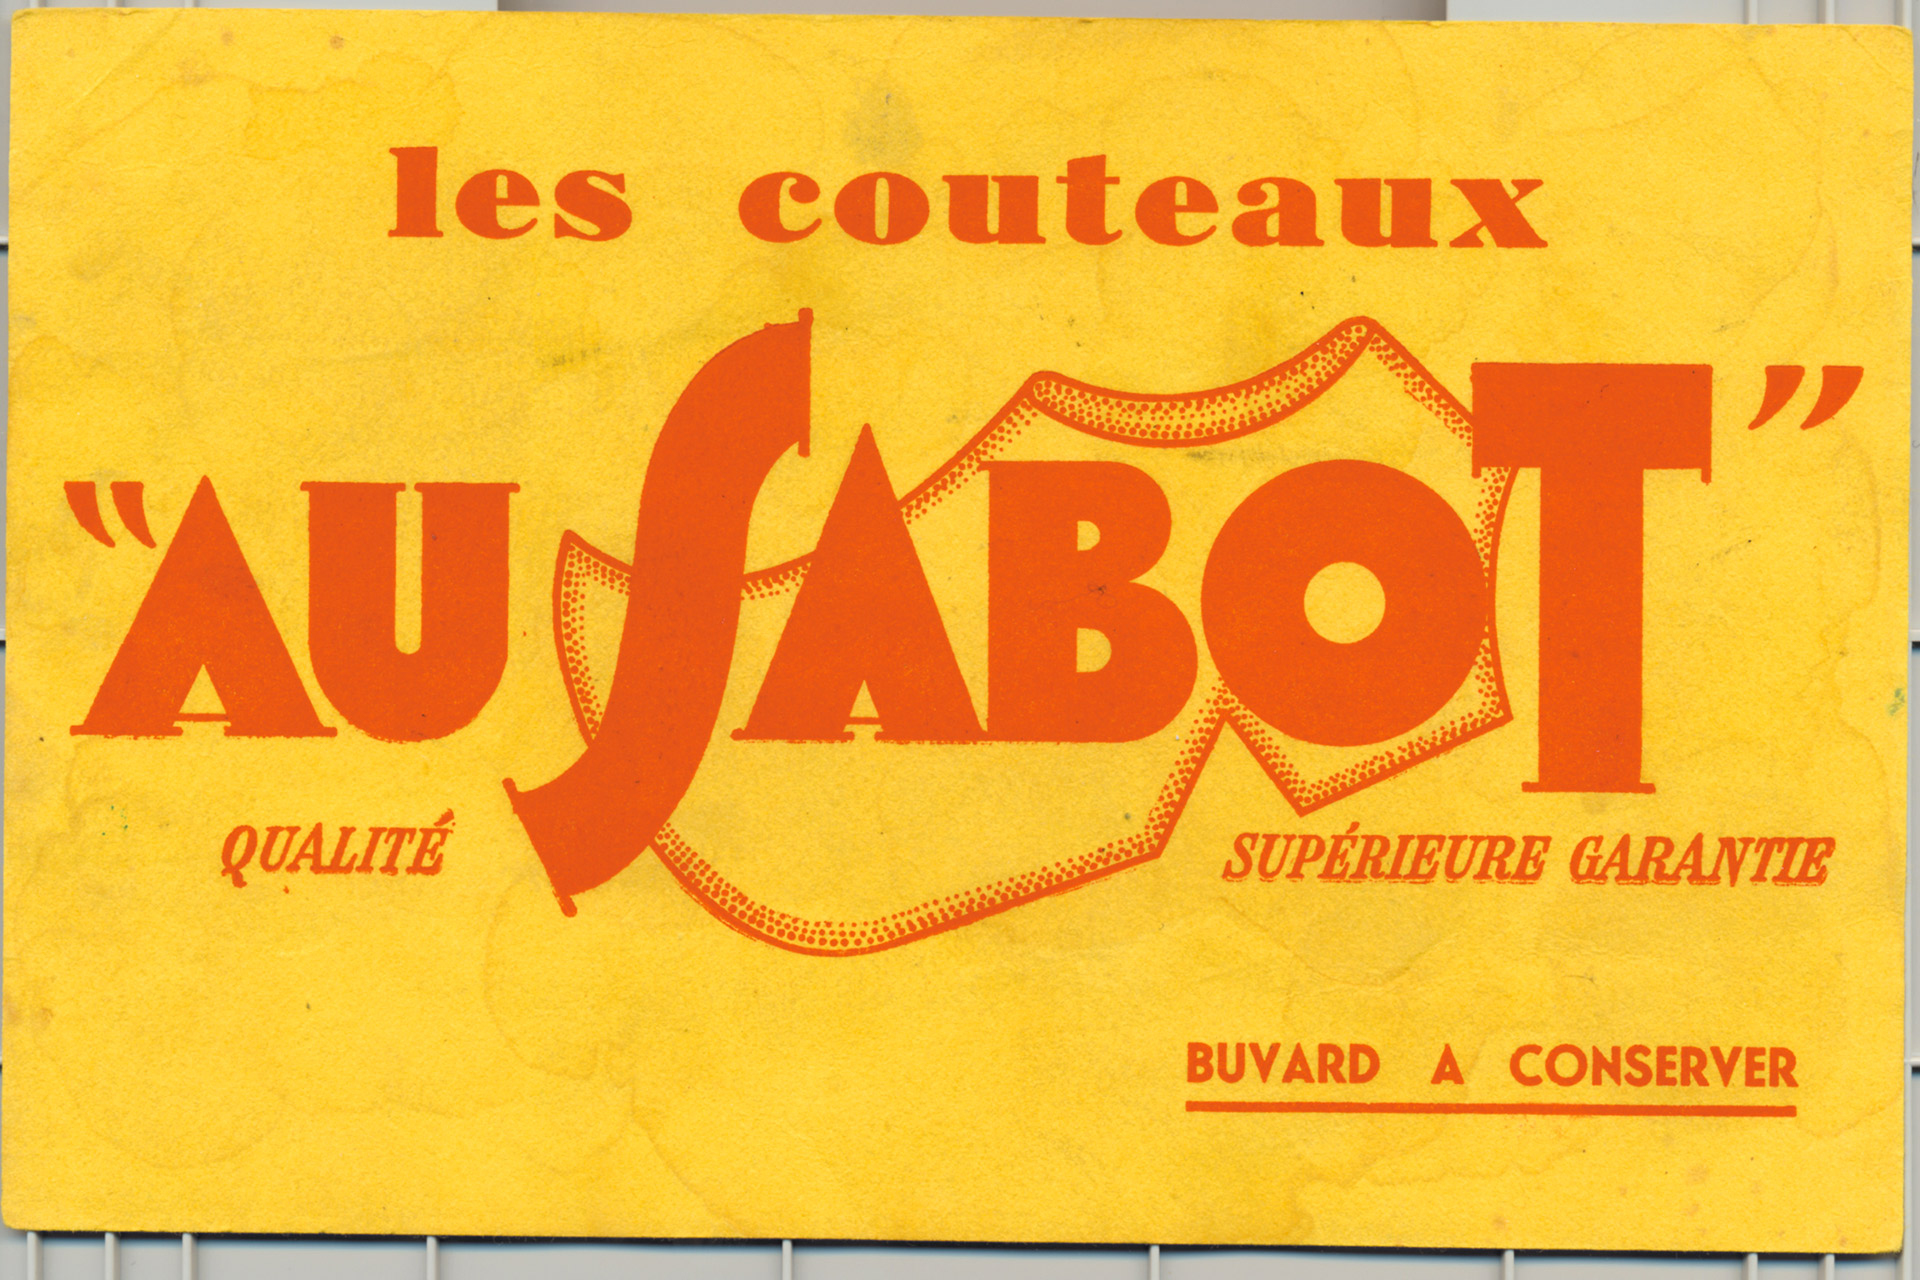 les couteaux
"AU SABOT"
QUALITÉ SUPÉRIEURE GARANTIE
BUVARD A CONSERVER